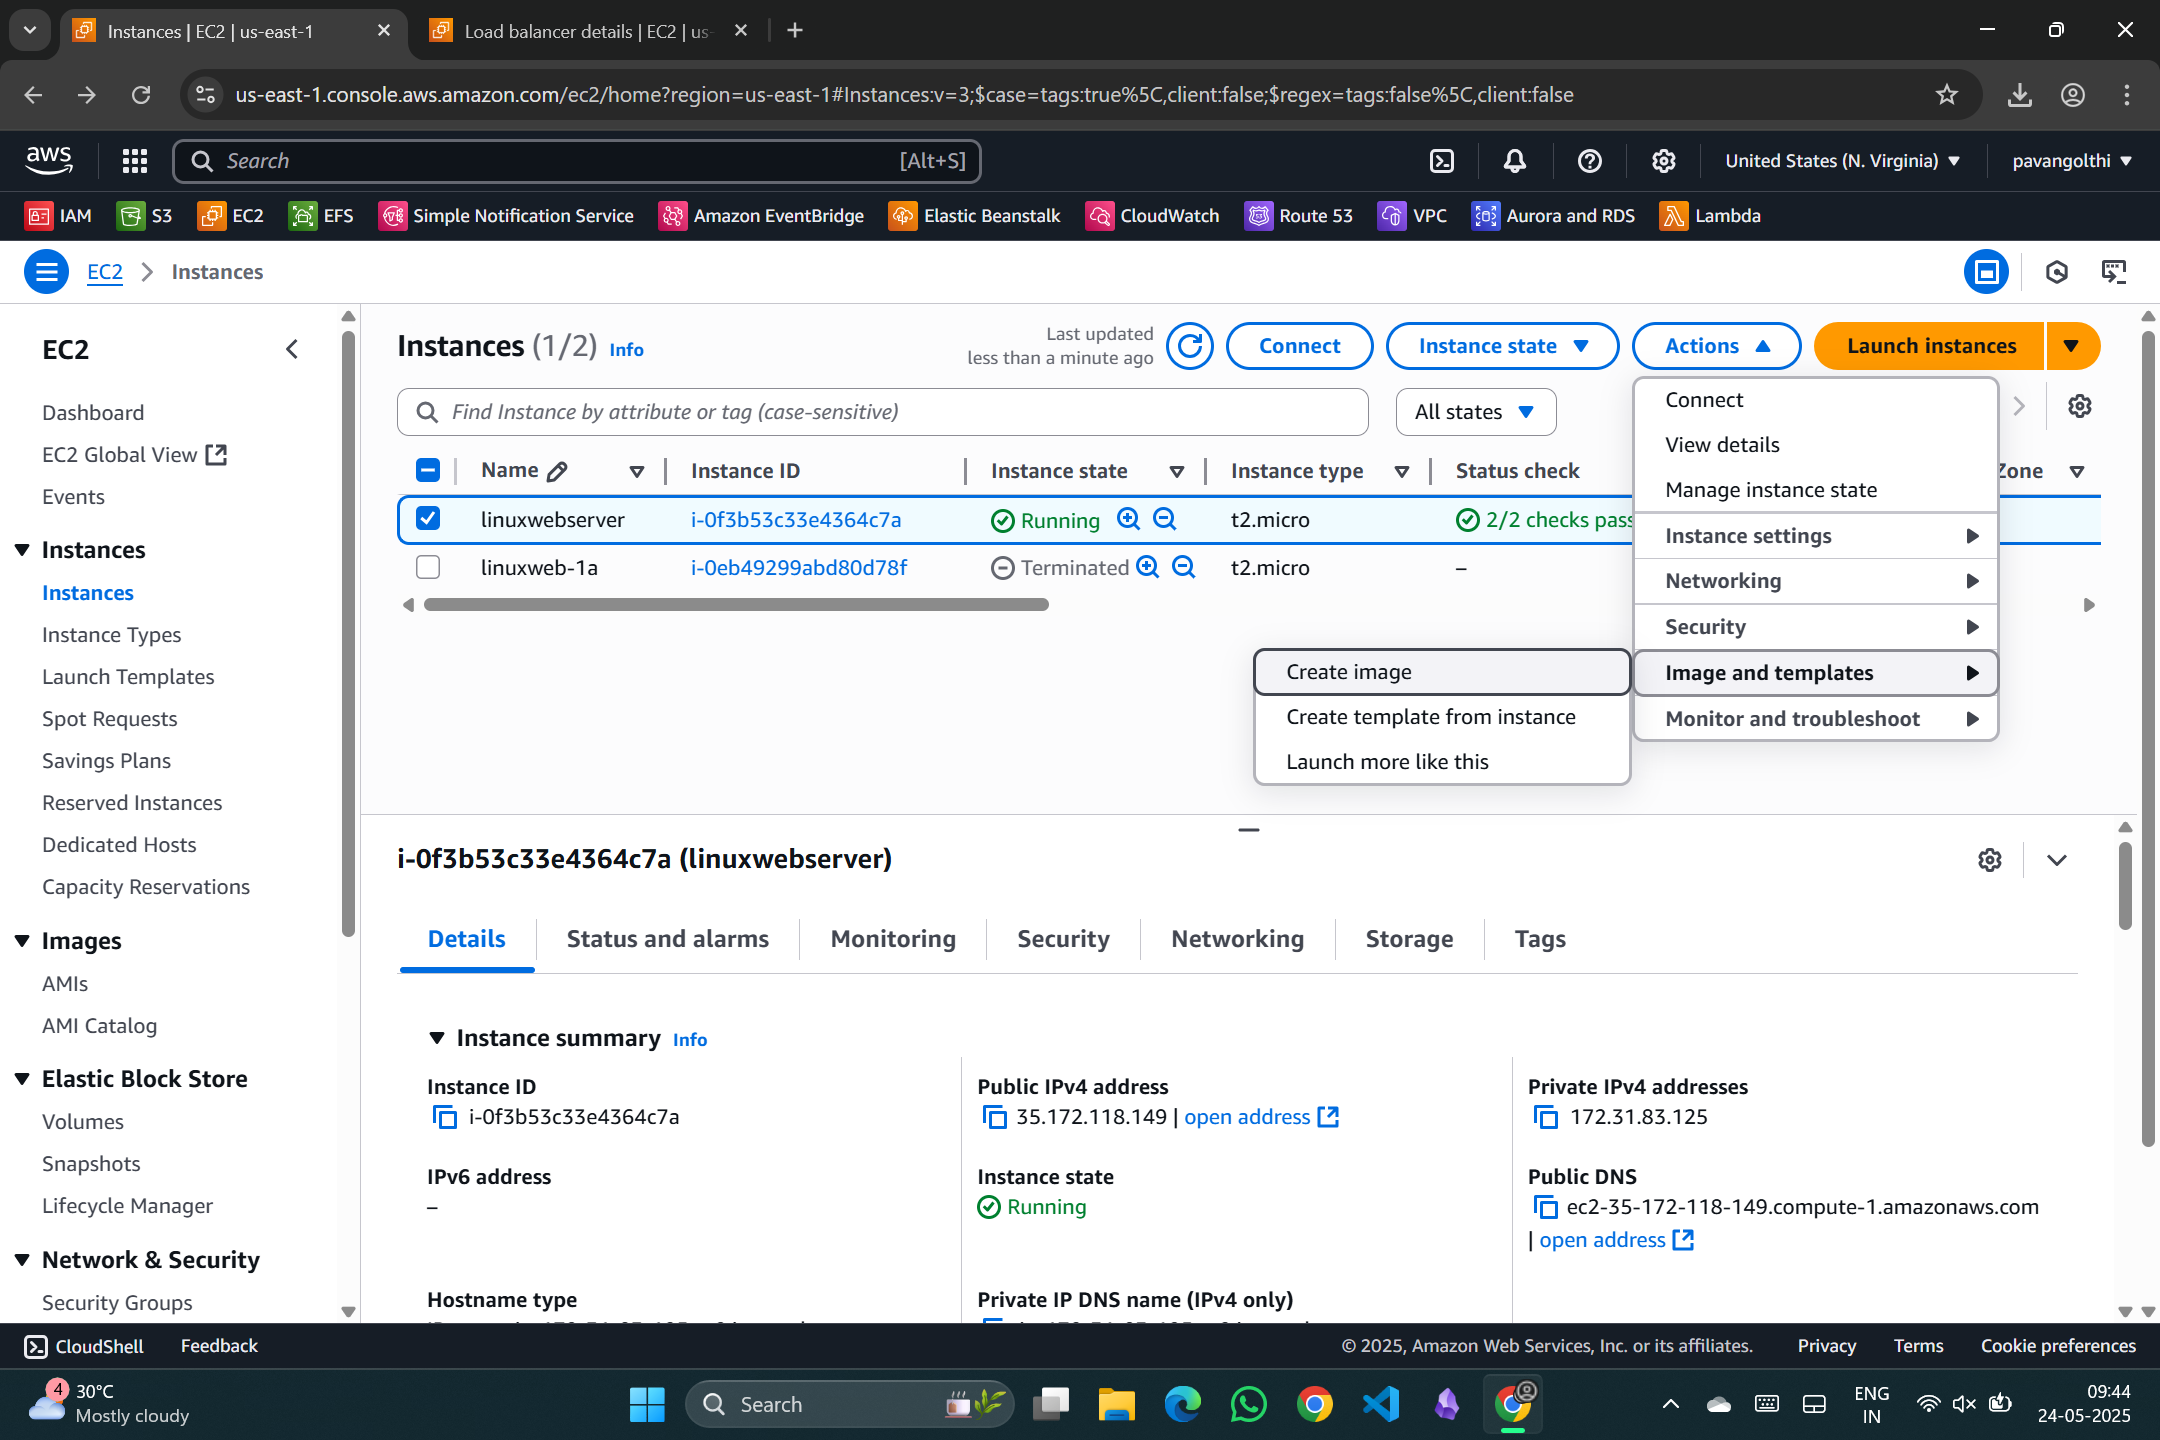 Instances | EC2 | us-east-1
Load balancer details | EC2 | us-
us-east-1.console.aws.amazon.com/ec2/home?region=us-east-1#Instances:v=3;$case=tags:true%5C,client:false;$regex=tags:false%5C,client:false
aws
Search [Alt+S]
United States (N. Virginia)
pavangolthi
IAM
S3
EC2
EFS
Simple Notification Service
Amazon EventBridge
Elastic Beanstalk
CloudWatch
Route 53
VPC
Aurora and RDS
Lambda
EC2
Instances
EC2
Dashboard
EC2 Global View
Events
Instances
Instances
Instance Types
Launch Templates
Spot Requests
Savings Plans
Reserved Instances
Dedicated Hosts
Capacity Reservations
Images
AMIs
AMI Catalog
Elastic Block Store
Volumes
Snapshots
Lifecycle Manager
Network & Security
Security Groups
Instances (1/2) Info
Last updated
less than a minute ago
Connect
Instance state
Actions
Launch instances
Find Instance by attribute or tag (case-sensitive)
All states
Name
Instance ID
Instance state
Instance type
Status check
Zone
linuxwebserver
i-0f3b53c33e4364c7a
Running
t2.micro
2/2 checks pass
linuxweb-1a
i-0eb49299abd80d78f
Terminated
t2.micro
–
Connect
View details
Manage instance state
Instance settings
Networking
Security
Image and templates
Monitor and troubleshoot
Create image
Create template from instance
Launch more like this
i-0f3b53c33e4364c7a (linuxwebserver)
Details
Status and alarms
Monitoring
Security
Networking
Storage
Tags
Instance summary Info
Instance ID
i-0f3b53c33e4364c7a
Public IPv4 address
35.172.118.149 | open address
Private IPv4 addresses
172.31.83.125
IPv6 address
–
Instance state
Running
Public DNS
ec2-35-172-118-149.compute-1.amazonaws.com
| open address
Hostname type
Private IP DNS name (IPv4 only)
CloudShell
Feedback
© 2025, Amazon Web Services, Inc. or its affiliates.
Privacy
Terms
Cookie preferences
4
30°C
Mostly cloudy
Search
ENG
IN
09:44
24-05-2025